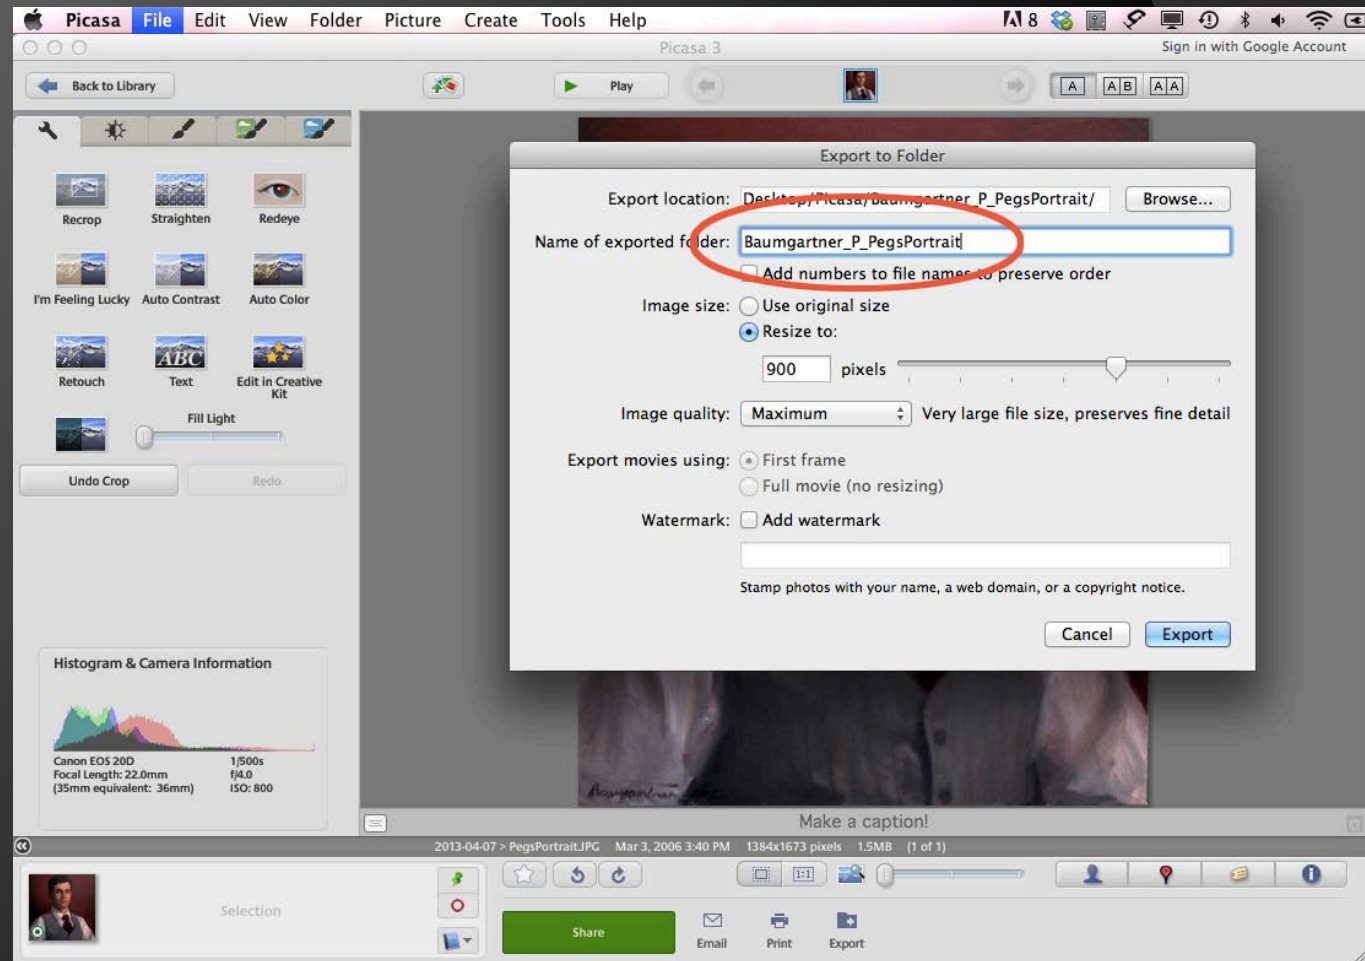 Picasa File Edit View Folder Picture Create Tools Help
8
Picasa 3
Sign in with Google Account
Back to Library
Play
A AB AA
Recrop Straighten Redeye
I'm Feeling Lucky Auto Contrast Auto Color
ABC
Retouch Text Edit in Creative
Kit
Fill Light
Undo Crop Redo
Histogram & Camera Information
Canon EOS 20D 1/500s
Focal Length: 22.0mm f/4.0
(35mm equivalent: 36mm) ISO: 800
Export to Folder
Export location: Desktop/Picasa/Baumgartner_P_PegsPortrait/ Browse...
Name of exported folder: Baumgartner_P_PegsPortrait
Add numbers to file names to preserve order
Image size: Use original size
Resize to:
900 pixels
Image quality: Maximum Very large file size, preserves fine detail
Export movies using: First frame
Full movie (no resizing)
Watermark: Add watermark
Stamp photos with your name, a web domain, or a copyright notice.
Cancel Export
Make a caption!
2013-04-07 > PegsPortrait.JPG Mar 3, 2006 3:40 PM 1384x1673 pixels 1.5MB (1 of 1)
1:1
Selection
Share
Email Print Export